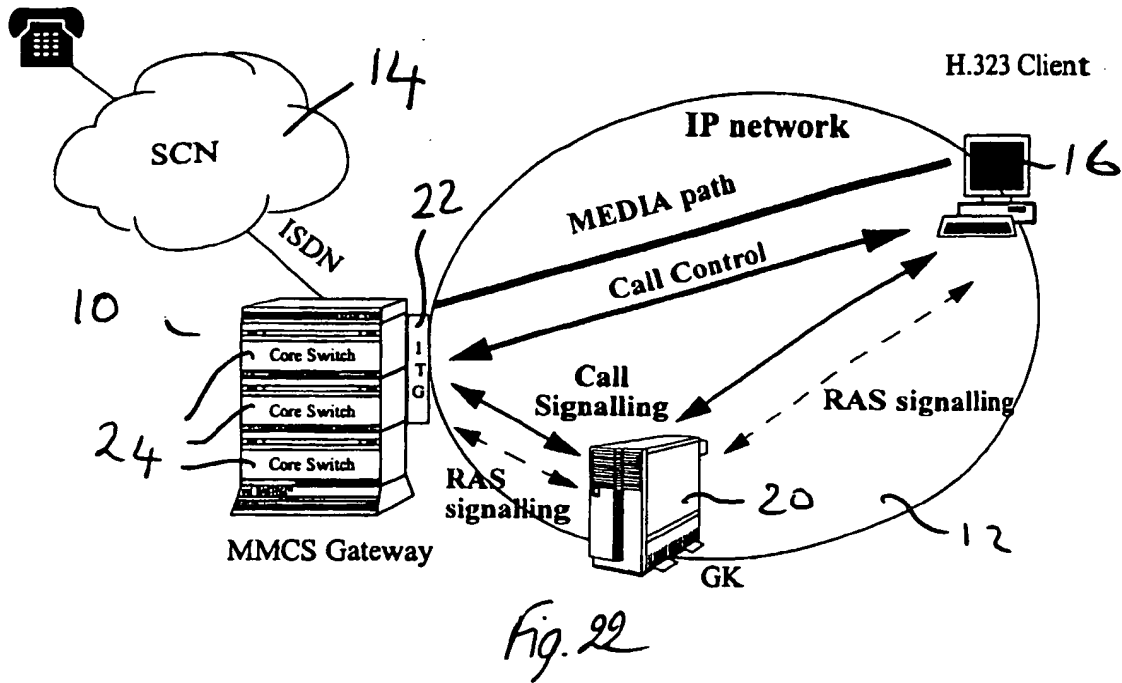 14
H.323 Client
SCN
IP network
16
MEDIA path
22
ISDN
Call Control
10
ITG
Core Switch
Core Switch
Core Switch
24
Call
Signalling
RAS signalling
RAS
signalling
20
12
MMCS Gateway
GK
Fig. 22